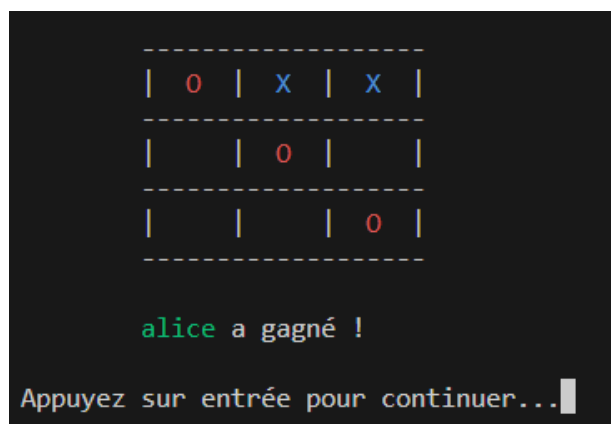 -------------------
| O | X | X |
-------------------
| | O | |
-------------------
| | | O |
-------------------
alice a gagné !
Appuyez sur entrée pour continuer...